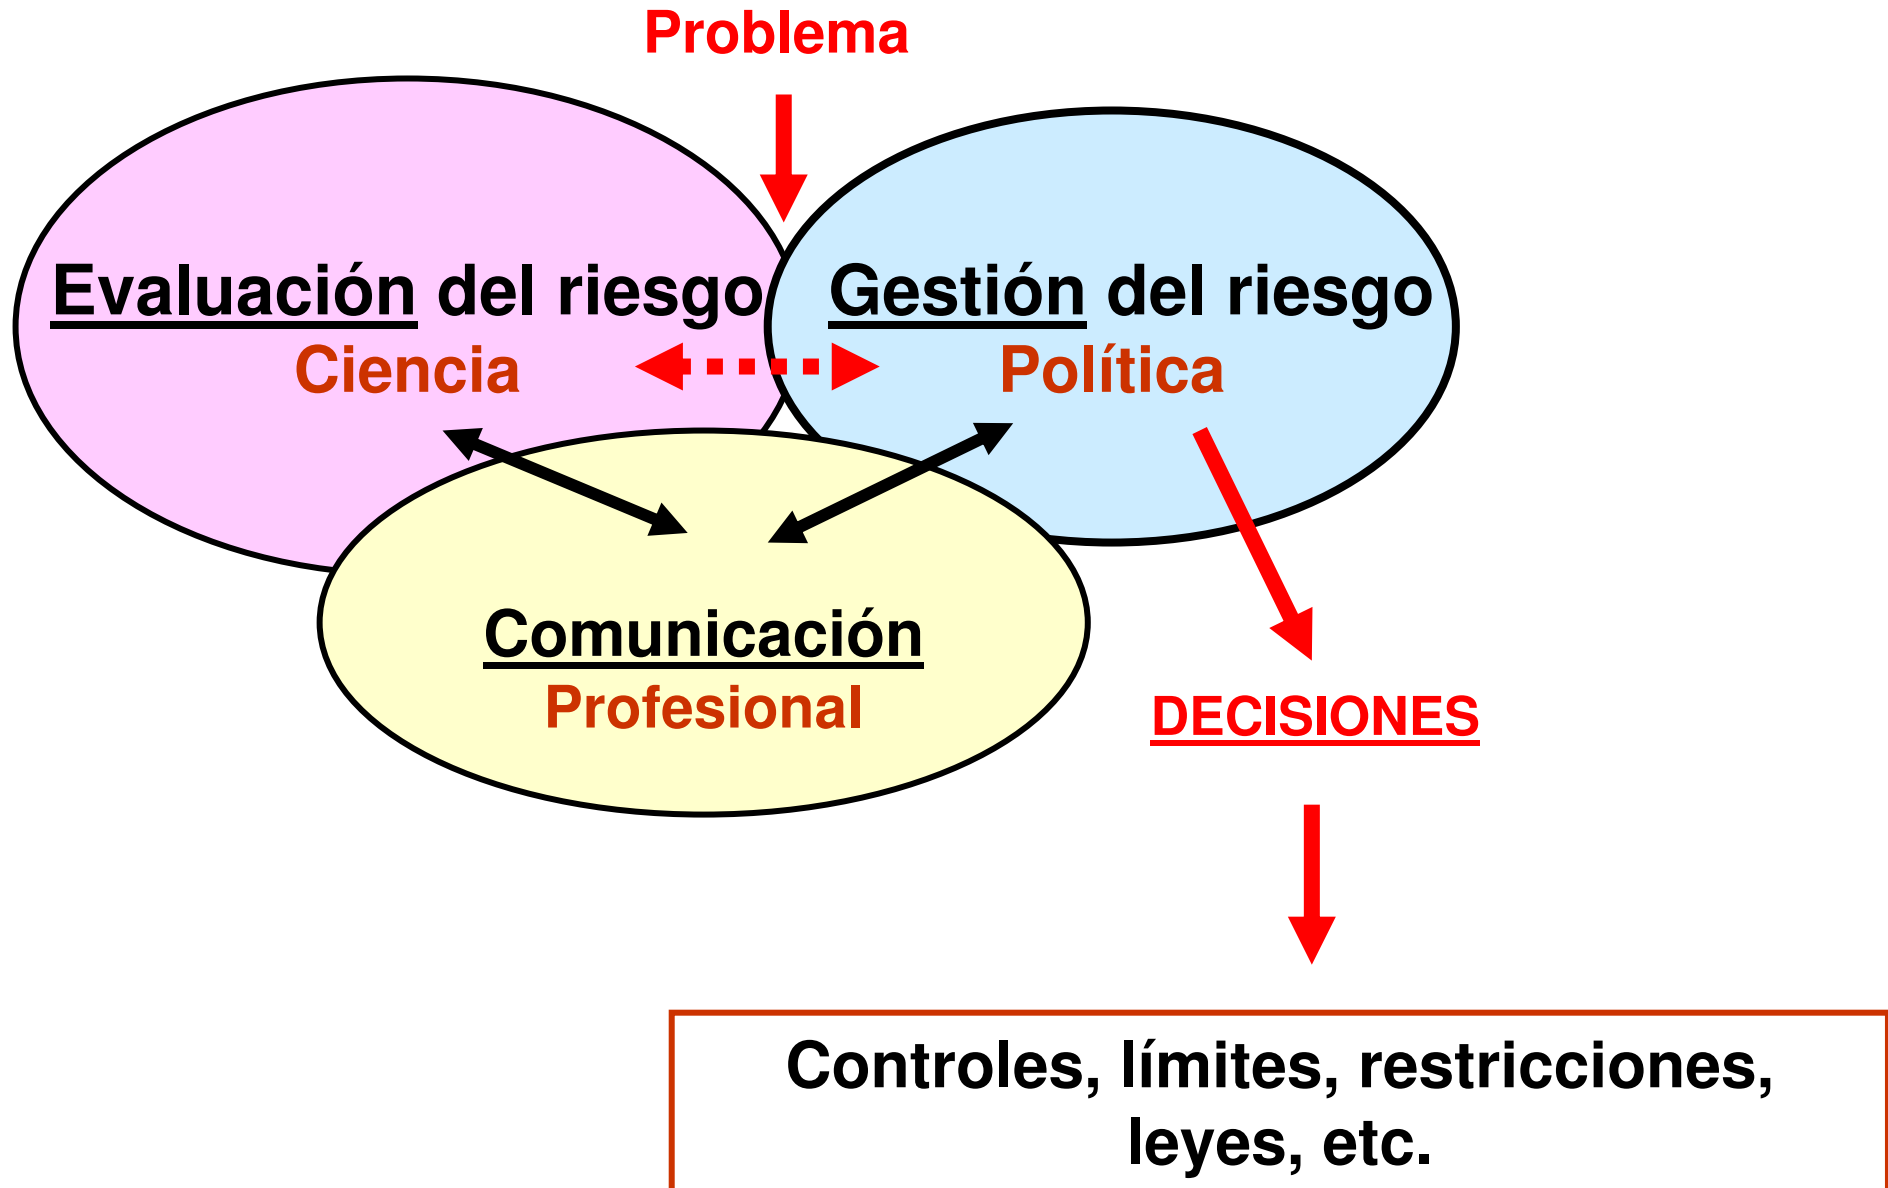 Problema
Evaluación del riesgo
Ciencia
Gestión del riesgo
Política
Comunicación
Profesional
DECISIONES
Controles, límites, restricciones,
leyes, etc.